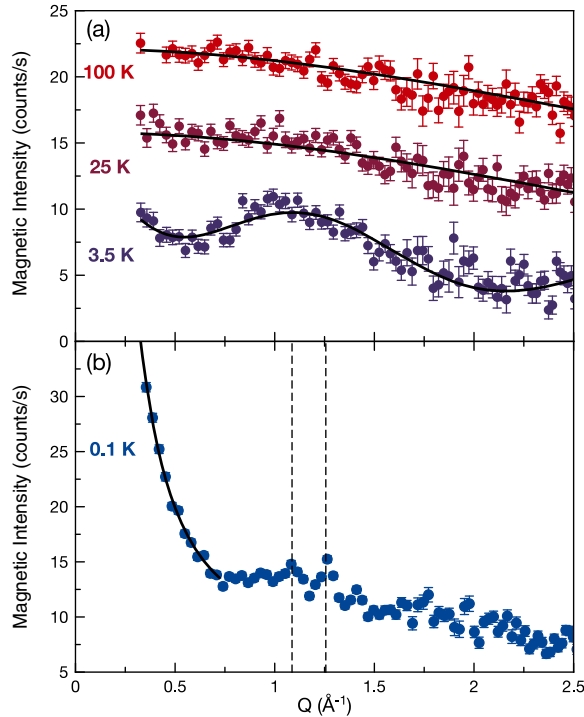 (a)
25
20
15
10
5
0
Magnetic Intensity (counts/s)
100 K
25 K
3.5 K
(b)
30
25
20
15
10
5
Magnetic Intensity (counts/s)
0.1 K
0 0.5 1 1.5 2 2.5
Q (Å⁻¹)